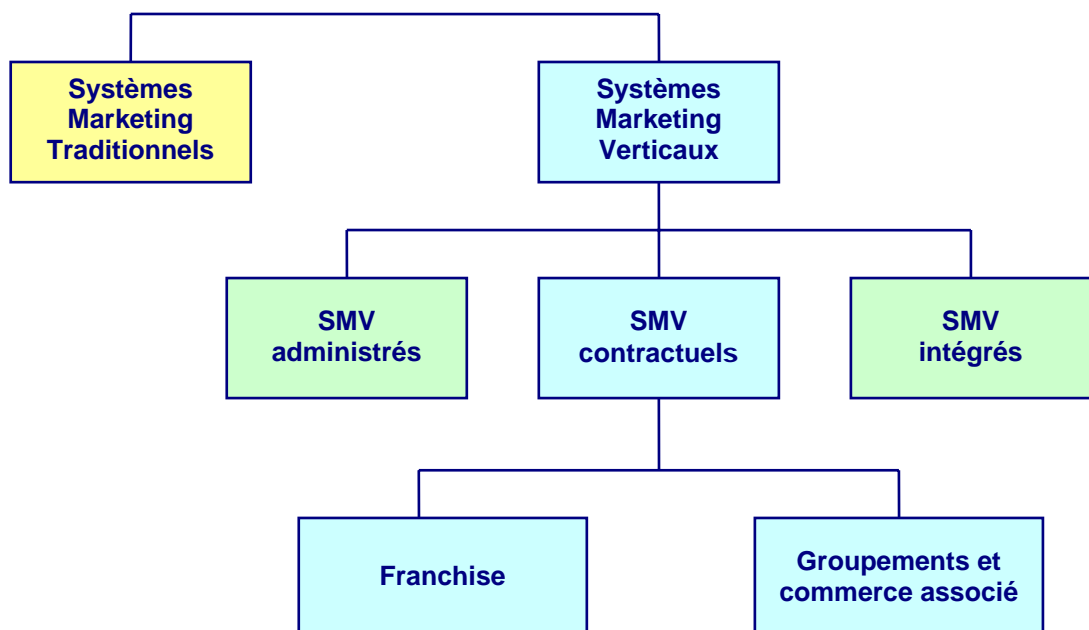 Systèmes
Marketing
Traditionnels
Systèmes
Marketing
Verticaux
SMV
administrés
SMV
contractuels
SMV
intégrés
Franchise
Groupements et
commerce associé